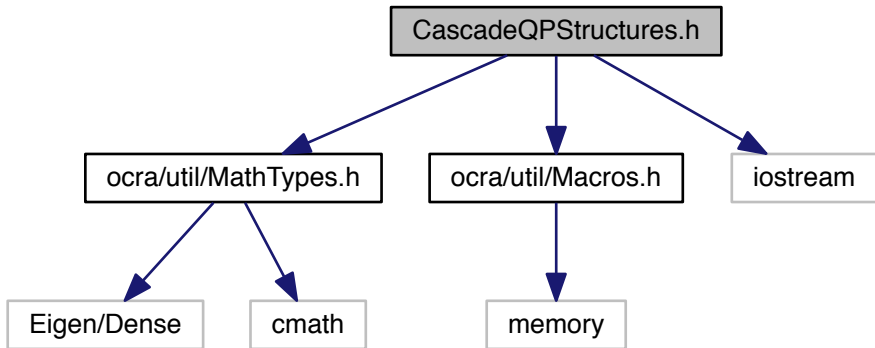 CascadeQPStructures.h
ocra/util/MathTypes.h
ocra/util/Macros.h
iostream
Eigen/Dense
cmath
memory